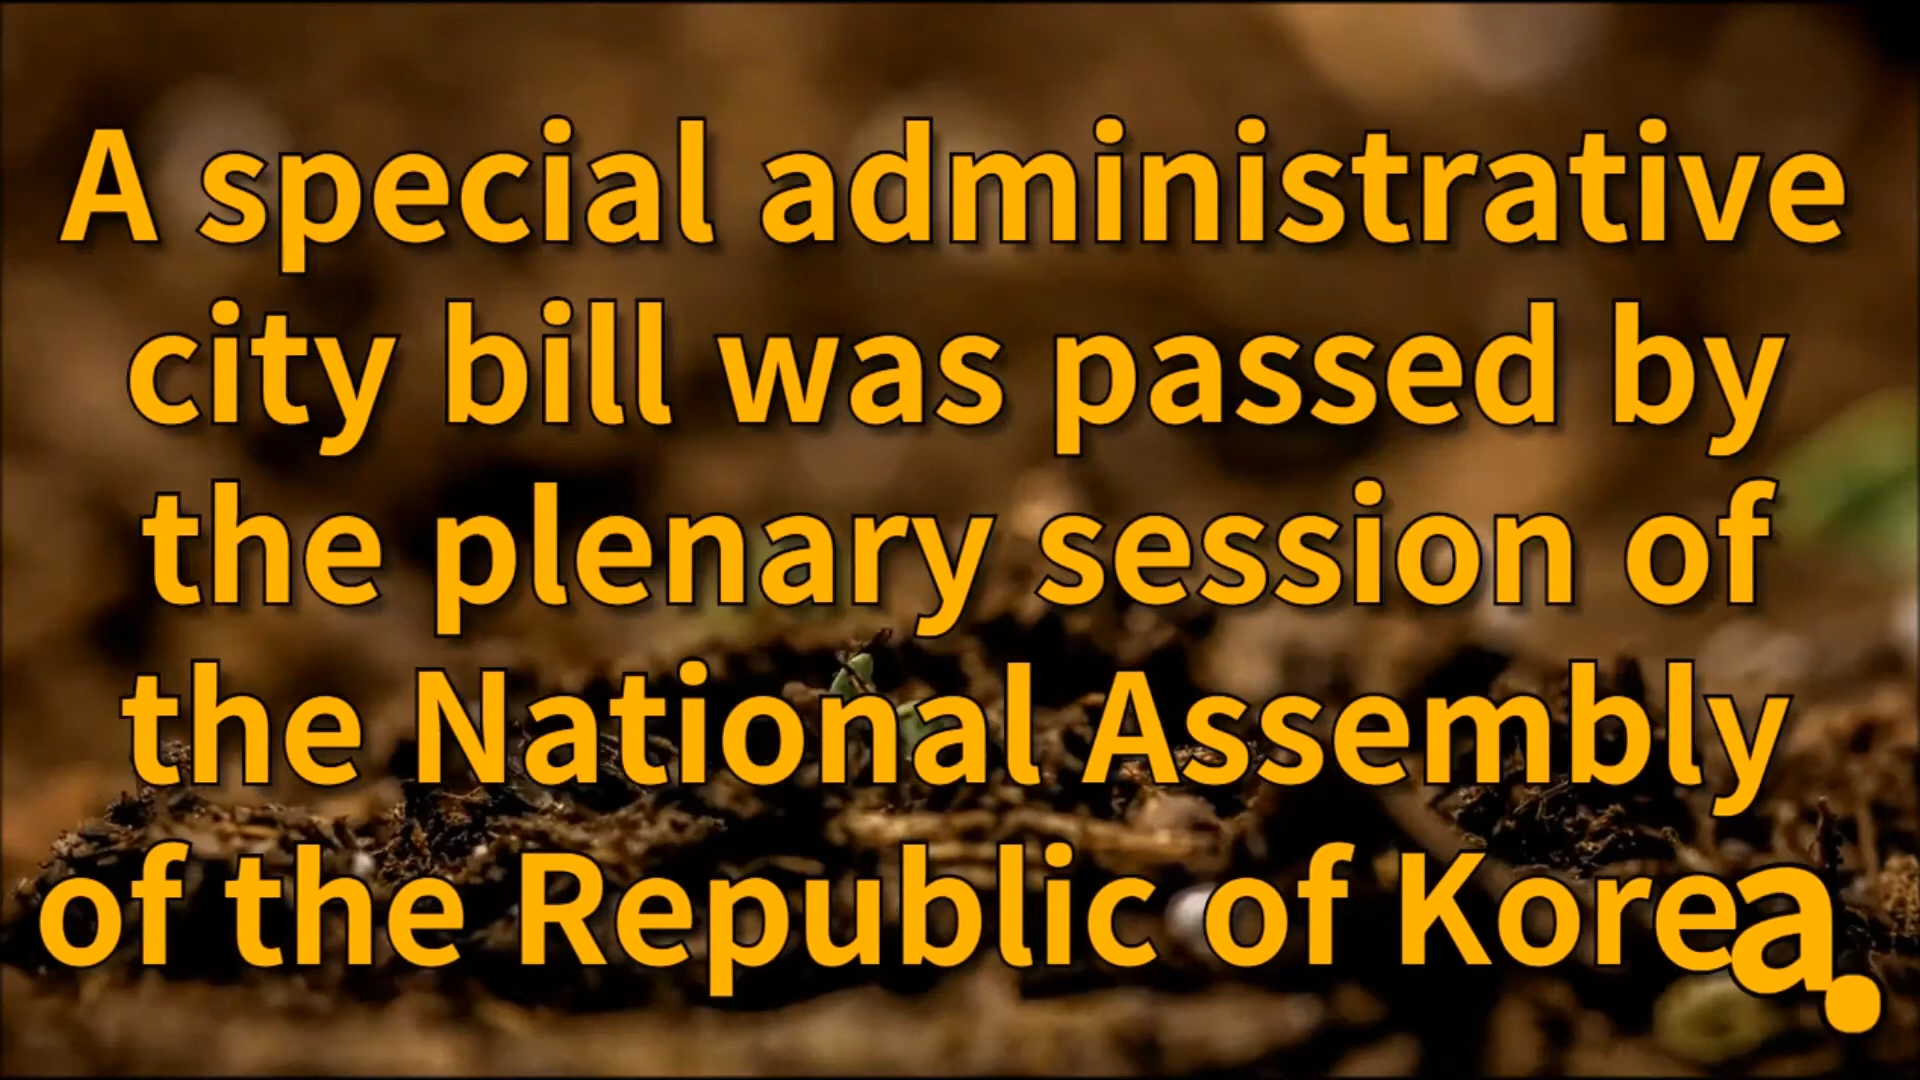 A special administrative
city bill was passed by
the plenary session of
the National Assembly
of the Republic of Korea.